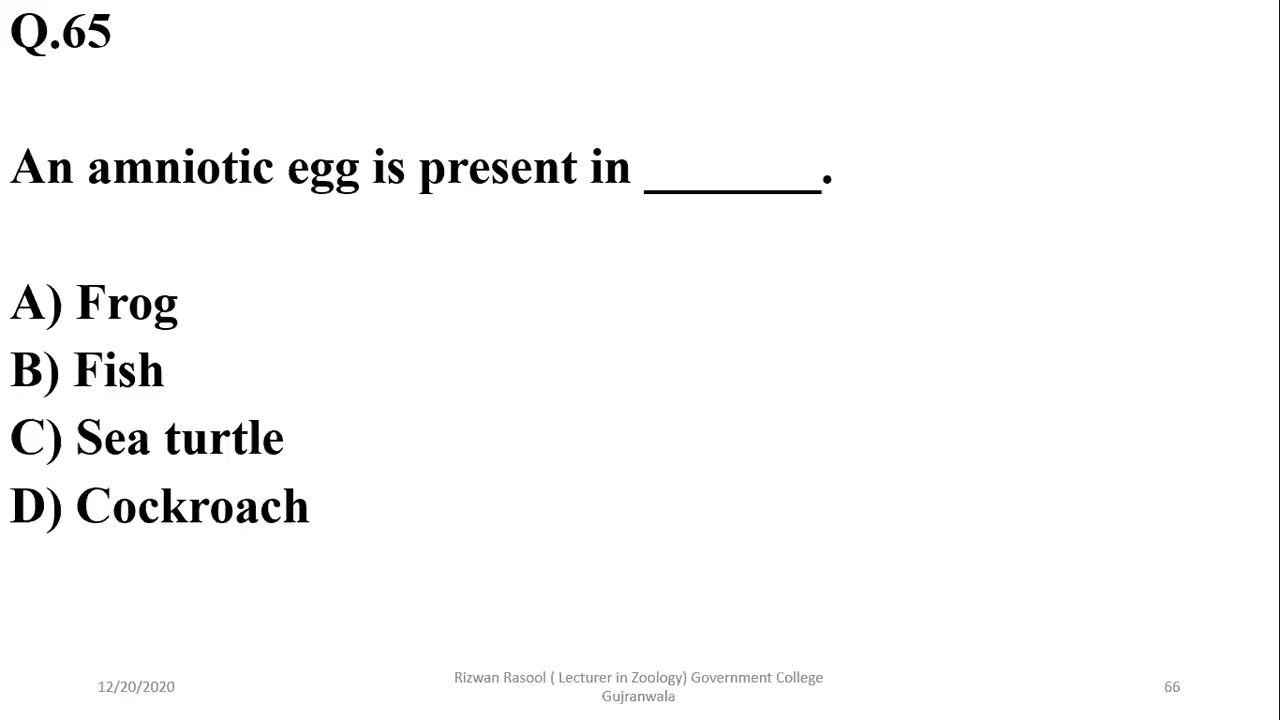 Q.65
An amniotic egg is present in _______.
A) Frog
B) Fish
C) Sea turtle
D) Cockroach
12/20/2020
Rizwan Rasool ( Lecturer in Zoology) Government College
Gujranwala
66